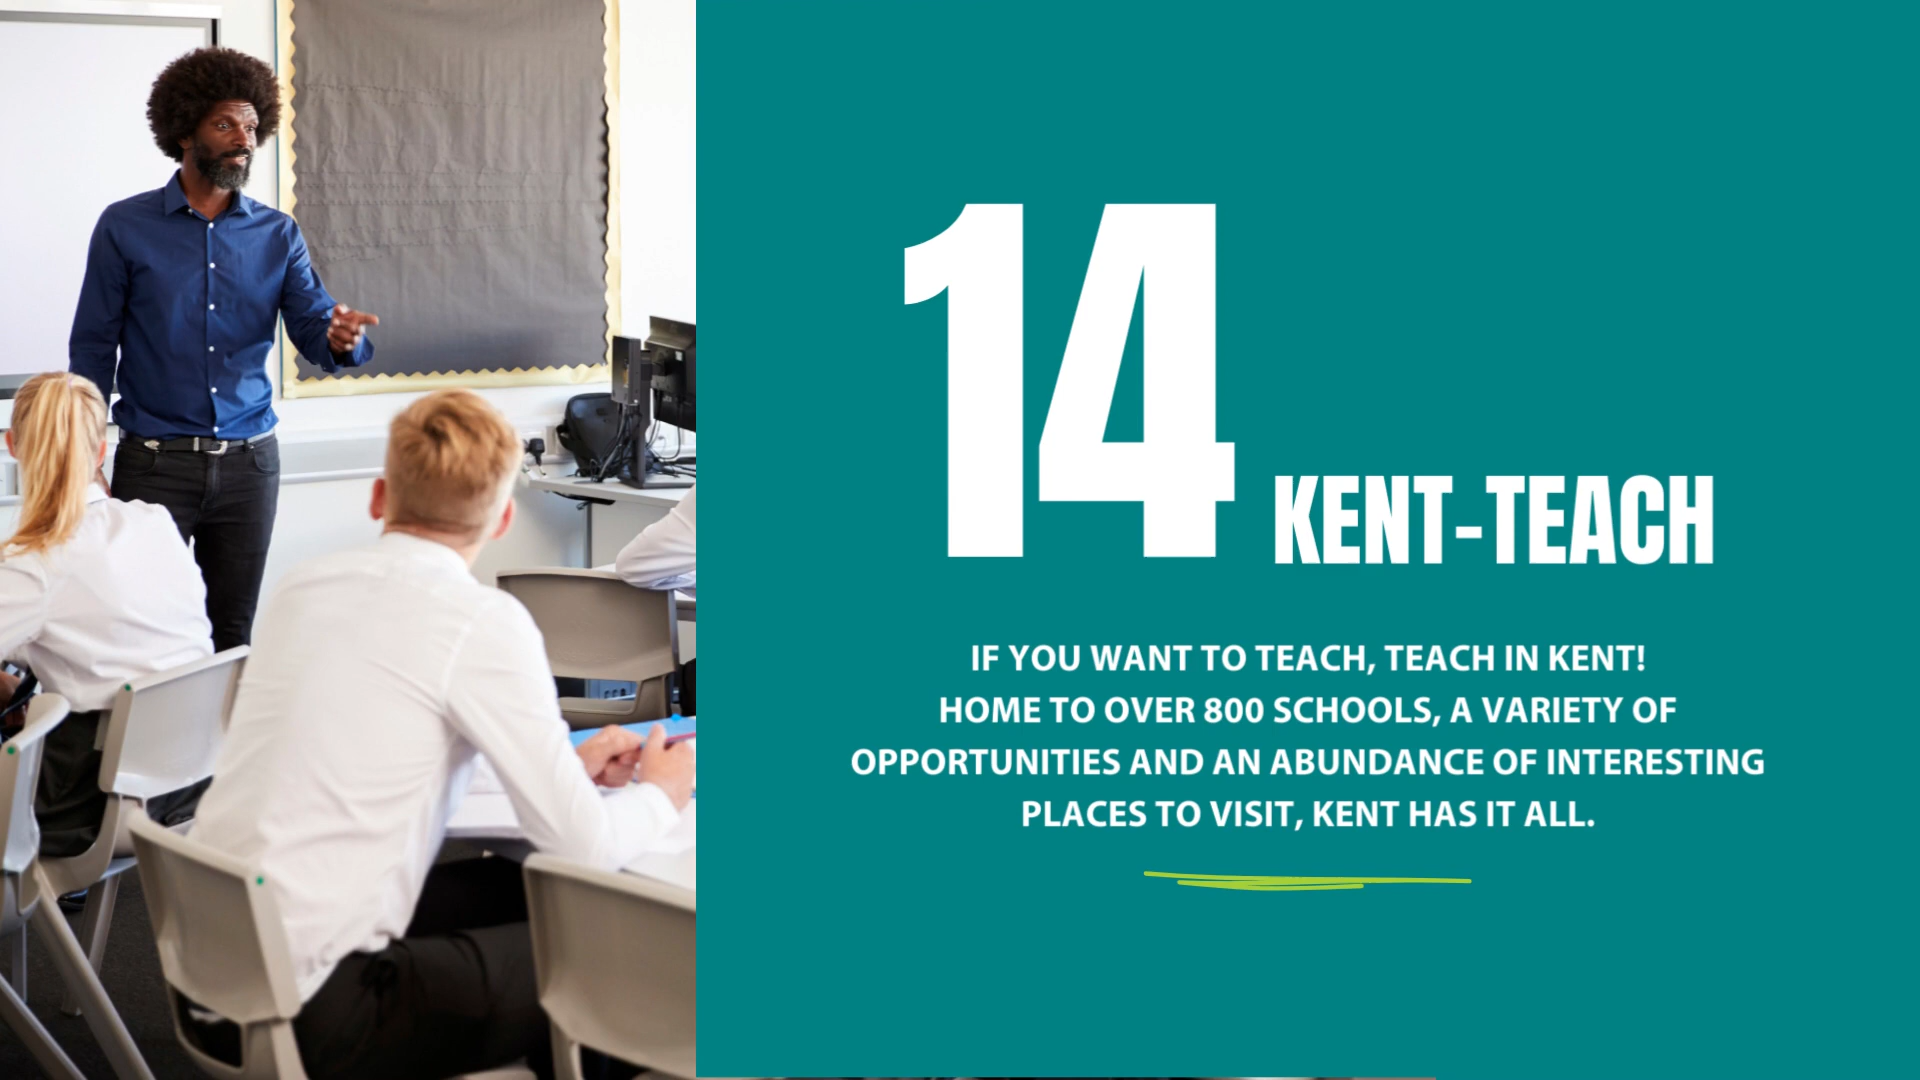 14 KENT-TEACH
IF YOU WANT TO TEACH, TEACH IN KENT!
HOME TO OVER 800 SCHOOLS, A VARIETY OF
OPPORTUNITIES AND AN ABUNDANCE OF INTERESTING
PLACES TO VISIT, KENT HAS IT ALL.